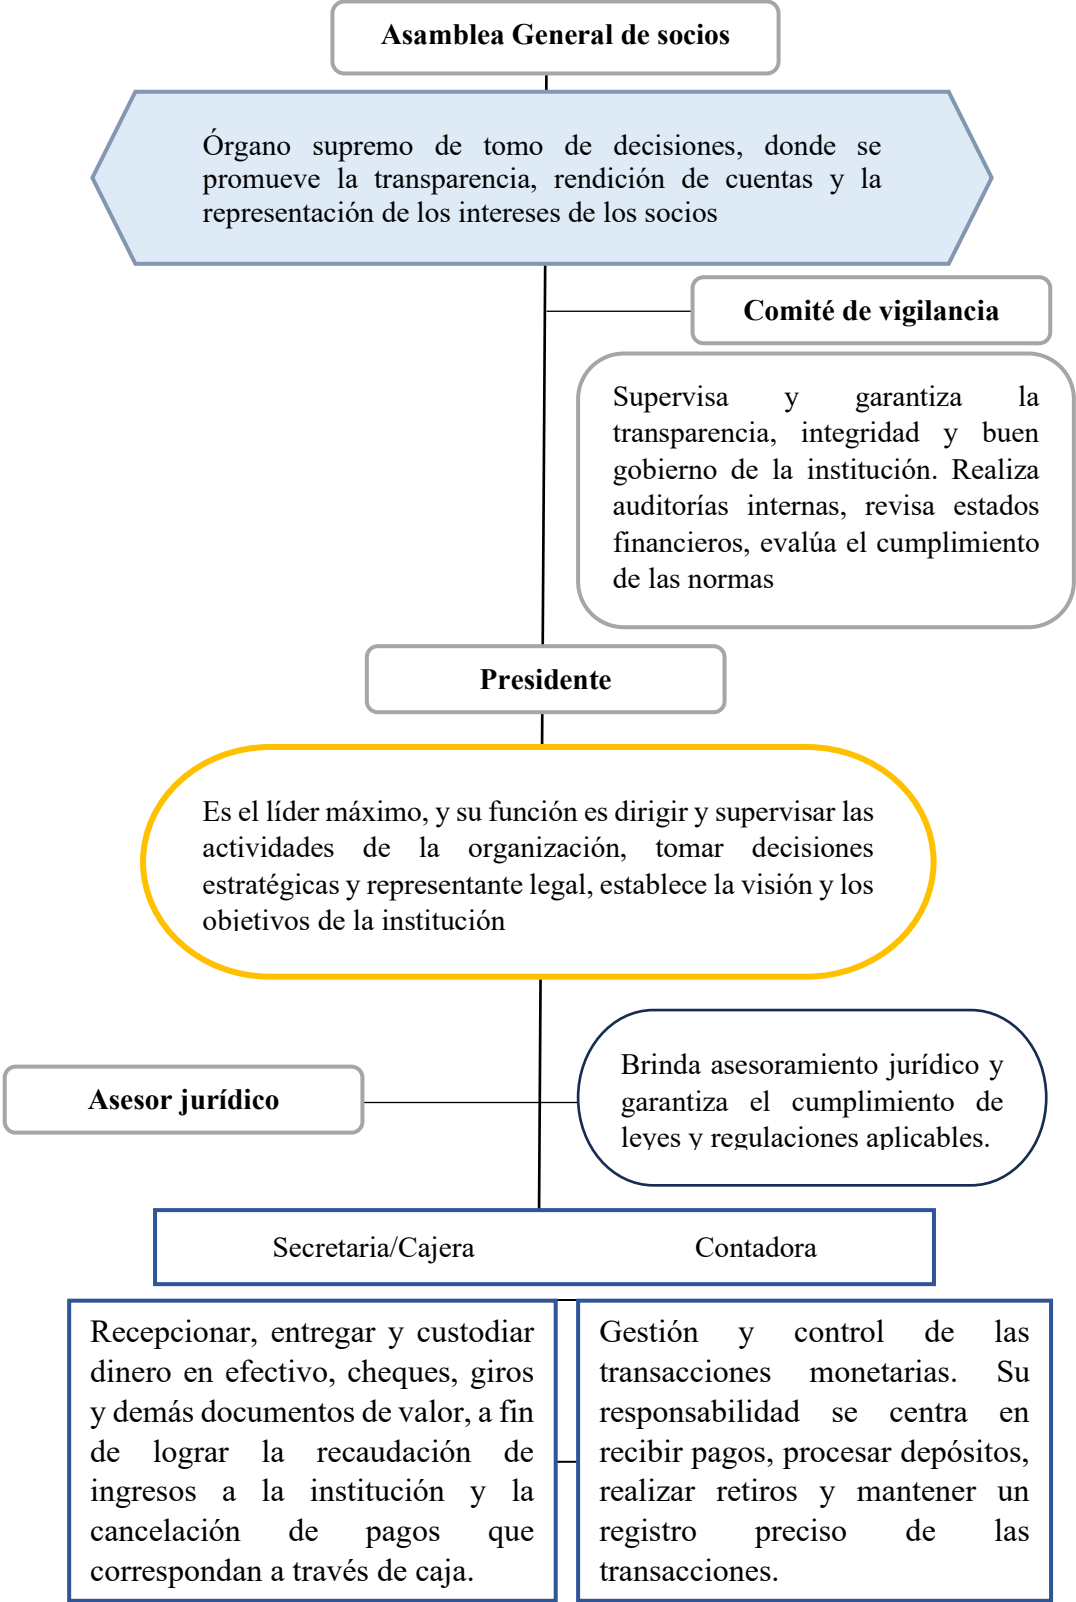 Asamblea General de socios
Órgano supremo de tomo de decisiones, donde se
promueve la transparencia, rendición de cuentas y la
representación de los intereses de los socios
Comité de vigilancia
Supervisa y garantiza la
transparencia, integridad y buen
gobierno de la institución. Realiza
auditorías internas, revisa estados
financieros, evalúa el cumplimiento
de las normas
Presidente
Es el líder máximo, y su función es dirigir y supervisar las
actividades de la organización, tomar decisiones
estratégicas y representante legal, establece la visión y los
objetivos de la institución
Asesor jurídico
Brinda asesoramiento jurídico y
garantiza el cumplimiento de
leyes y regulaciones aplicables.
Secretaria/Cajera
Contadora
Recepcionar, entregar y custodiar
dinero en efectivo, cheques, giros
y demás documentos de valor, a fin
de lograr la recaudación de
ingresos a la institución y la
cancelación de pagos que
correspondan a través de caja.
Gestión y control de las
transacciones monetarias. Su
responsabilidad se centra en
recibir pagos, procesar depósitos,
realizar retiros y mantener un
registro preciso de las
transacciones.